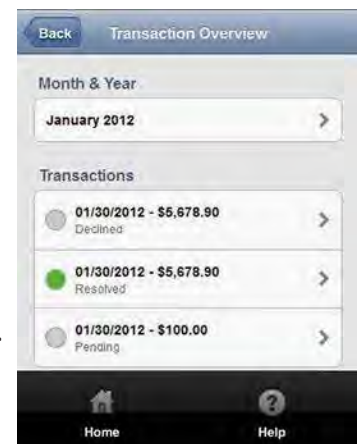 Back Transaction Overview
Month & Year
January 2012
Transactions
01/30/2012 - $5,678.90
Declined
01/30/2012 - $5,678.90
Resolved
01/30/2012 - $100.00
Pending
Home Help